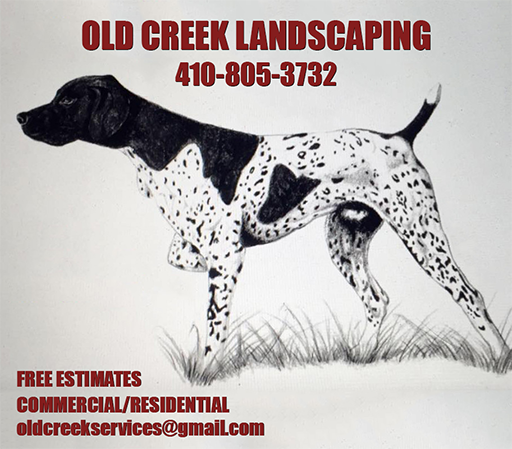 OLD CREEK LANDSCAPING
410-805-3732
FREE ESTIMATES
COMMERCIAL/RESIDENTIAL
oldcreekservices@gmail.com